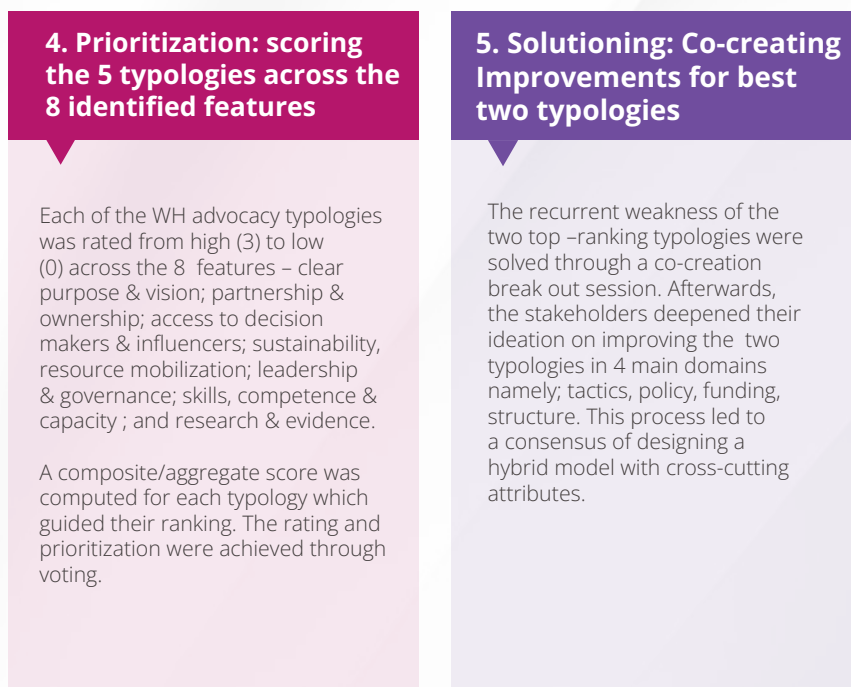 4. Prioritization: scoring
the 5 typologies across the
8 identified features
Each of the WH advocacy typologies
was rated from high (3) to low
(0) across the 8  features – clear
purpose & vision; partnership &
ownership; access to decision
makers & influencers; sustainability,
resource mobilization; leadership
& governance; skills, competence &
capacity ; and research & evidence.
A composite/aggregate score was
computed for each typology which
guided their ranking. The rating and
prioritization were achieved through
voting.
5. Solutioning: Co-creating
Improvements for best
two typologies
The recurrent weakness of the
two top –ranking typologies were
solved through a co-creation
break out session. Afterwards,
the stakeholders deepened their
ideation on improving the  two
typologies in 4 main domains
namely; tactics, policy, funding,
structure. This process led to
a consensus of designing a
hybrid model with cross-cutting
attributes.